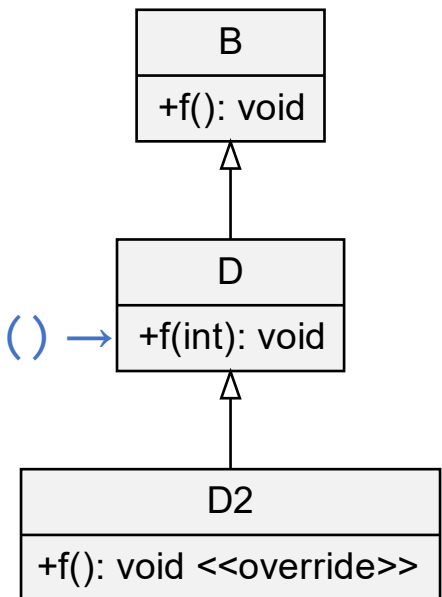 B
+f(): void
D
( ) → +f(int): void
D2
+f(): void <<override>>